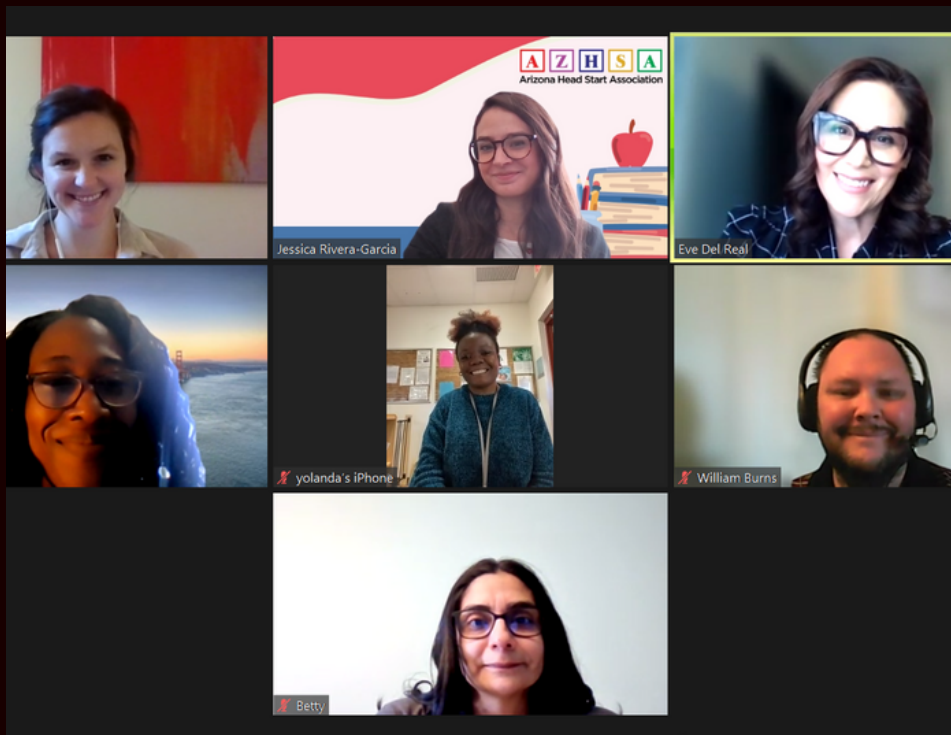 A Z H S A
Arizona Head Start Association
Jessica Rivera-Garcia
Eve Del Real
yolanda's iPhone
William Burns
Betty